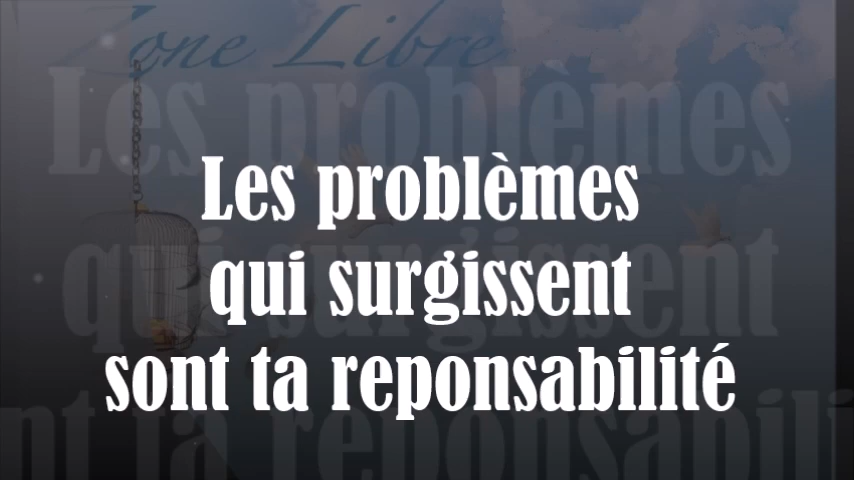 Zone Libre
Les problèmes
qui surgissent
sont ta reponsabilité